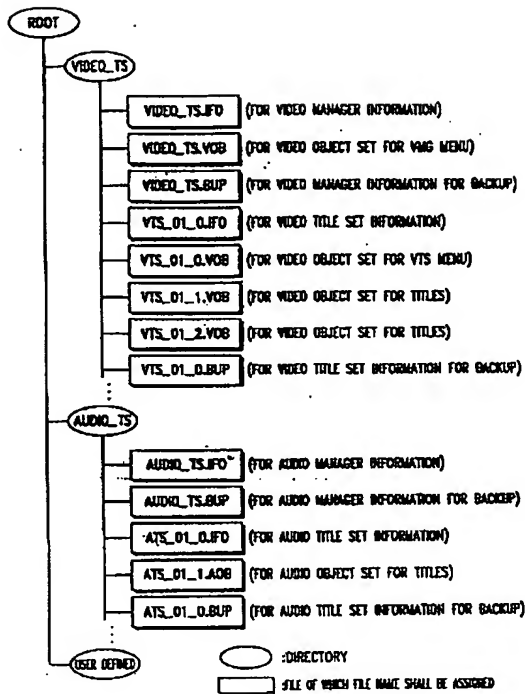 ROOT
VIDEO_TS
VIDEO_TS.IFO (FOR VIDEO MANAGER INFORMATION)
VIDEO_TS.VOB (FOR VIDEO OBJECT SET FOR VMG MENU)
VIDEO_TS.BUP (FOR VIDEO MANAGER INFORMATION FOR BACKUP)
VTS_01_0.IFO (FOR VIDEO TITLE SET INFORMATION)
VTS_01_0.VOB (FOR VIDEO OBJECT SET FOR VTS MENU)
VTS_01_1.VOB (FOR VIDEO OBJECT SET FOR TITLES)
VTS_01_2.VOB (FOR VIDEO OBJECT SET FOR TITLES)
VTS_01_0.BUP (FOR VIDEO TITLE SET INFORMATION FOR BACKUP)
AUDIO_TS
AUDIO_TS.IFO (FOR AUDIO MANAGER INFORMATION)
AUDIO_TS.BUP (FOR AUDIO MANAGER INFORMATION FOR BACKUP)
ATS_01_0.IFO (FOR AUDIO TITLE SET INFORMATION)
ATS_01_1.AOB (FOR AUDIO OBJECT SET FOR TITLES)
ATS_01_0.BUP (FOR AUDIO TITLE SET INFORMATION FOR BACKUP)
USER DEFINED
:DIRECTORY
:FILE OF WHICH FILE NAME SHALL BE ASSIGNED